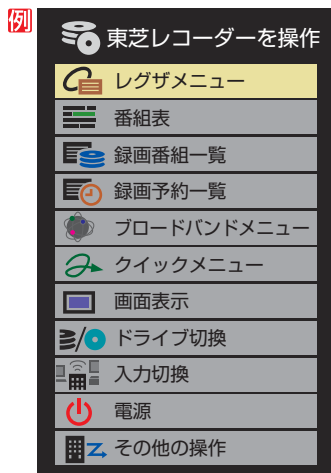 例
東芝レコーダーを操作
レグザメニュー
番組表
録画番組一覧
録画予約一覧
ブロードバンドメニュー
クイックメニュー
画面表示
ドライブ切換
入力切換
電源
その他の操作